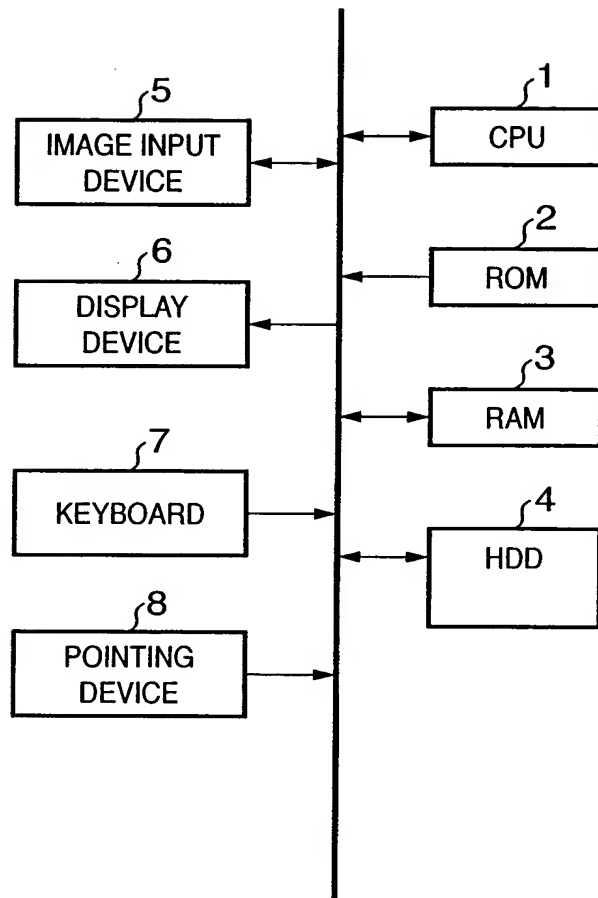 5
IMAGE INPUT
DEVICE
6
DISPLAY
DEVICE
7
KEYBOARD
8
POINTING
DEVICE
1
CPU
2
ROM
3
RAM
4
HDD